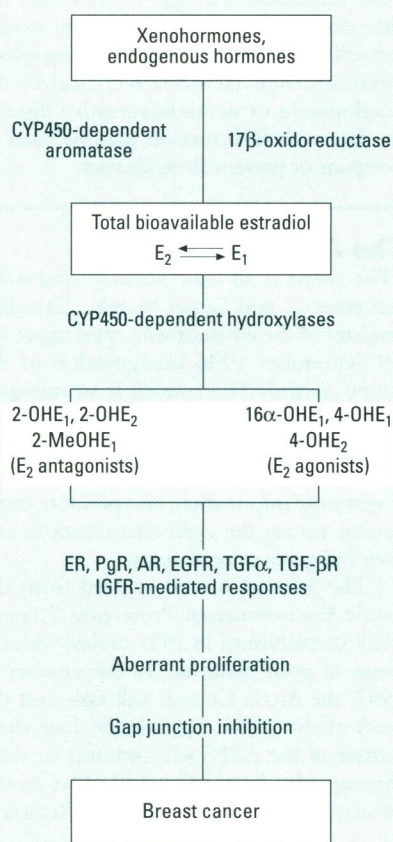 Xenohormones,
endogenous hormones
CYP450-dependent
aromatase
17β-oxidoreductase
Total bioavailable estradiol
E₂ ⇄ E₁
CYP450-dependent hydroxylases
2-OHE₁, 2-OHE₂
2-MeOHE₁
(E₂ antagonists)
16α-OHE₁, 4-OHE₁
4-OHE₂
(E₂ agonists)
ER, PgR, AR, EGFR, TGFα, TGF-βR
IGFR-mediated responses
Aberrant proliferation
Gap junction inhibition
Breast cancer